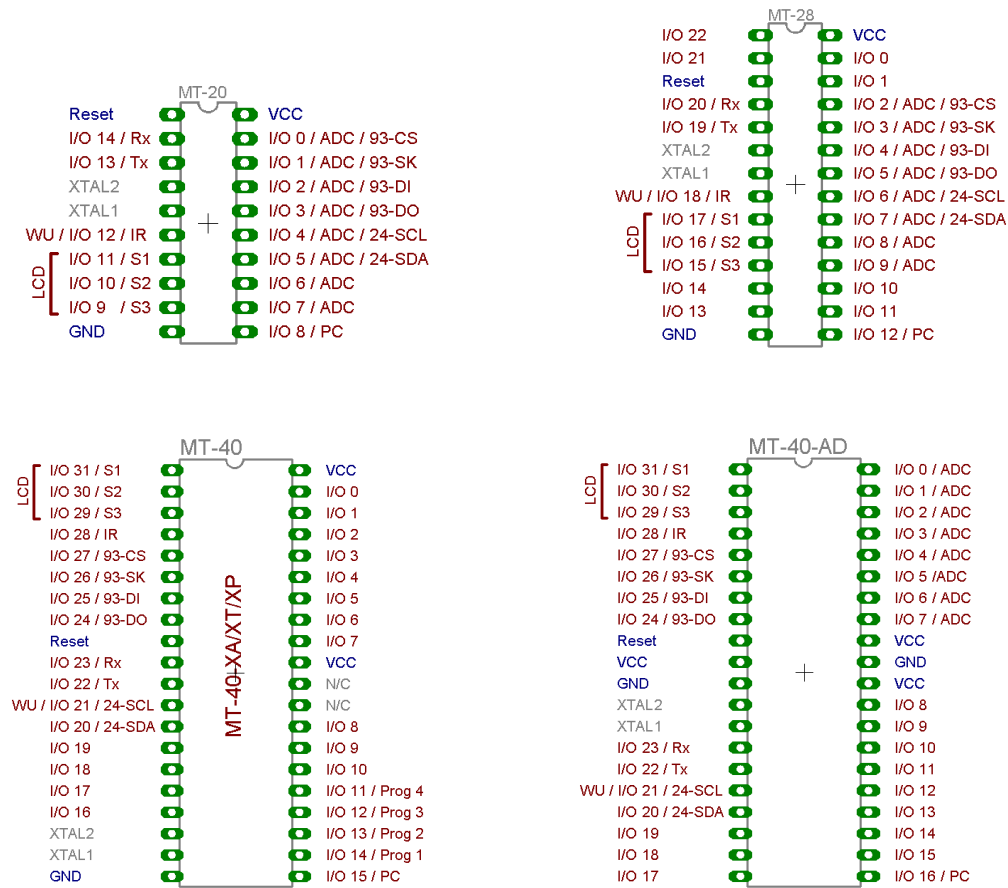 MT-20
Reset
I/O 14 / Rx
I/O 13 / Tx
XTAL2
XTAL1
WU / I/O 12 / IR
I/O 11 / S1
I/O 10 / S2
I/O 9 / S3
GND
LCD
VCC
I/O 0 / ADC / 93-CS
I/O 1 / ADC / 93-SK
I/O 2 / ADC / 93-DI
I/O 3 / ADC / 93-DO
I/O 4 / ADC / 24-SCL
I/O 5 / ADC / 24-SDA
I/O 6 / ADC
I/O 7 / ADC
I/O 8 / PC
MT-28
I/O 22
I/O 21
Reset
I/O 20 / Rx
I/O 19 / Tx
XTAL2
XTAL1
WU / I/O 18 / IR
I/O 17 / S1
I/O 16 / S2
I/O 15 / S3
I/O 14
I/O 13
GND
LCD
VCC
I/O 0
I/O 1
I/O 2 / ADC / 93-CS
I/O 3 / ADC / 93-SK
I/O 4 / ADC / 93-DI
I/O 5 / ADC / 93-DO
I/O 6 / ADC / 24-SCL
I/O 7 / ADC / 24-SDA
I/O 8 / ADC
I/O 9 / ADC
I/O 10
I/O 11
I/O 12 / PC
MT-40
LCD
I/O 31 / S1
I/O 30 / S2
I/O 29 / S3
I/O 28 / IR
I/O 27 / 93-CS
I/O 26 / 93-SK
I/O 25 / 93-DI
I/O 24 / 93-DO
Reset
I/O 23 / Rx
I/O 22 / Tx
WU / I/O 21 / 24-SCL
I/O 20 / 24-SDA
I/O 19
I/O 18
I/O 17
I/O 16
XTAL2
XTAL1
GND
MT-40-XA/XT/XP
VCC
I/O 0
I/O 1
I/O 2
I/O 3
I/O 4
I/O 5
I/O 6
I/O 7
VCC
N/C
N/C
I/O 8
I/O 9
I/O 10
I/O 11 / Prog 4
I/O 12 / Prog 3
I/O 13 / Prog 2
I/O 14 / Prog 1
I/O 15 / PC
MT-40-AD
LCD
I/O 31 / S1
I/O 30 / S2
I/O 29 / S3
I/O 28 / IR
I/O 27 / 93-CS
I/O 26 / 93-SK
I/O 25 / 93-DI
I/O 24 / 93-DO
Reset
VCC
GND
XTAL2
XTAL1
I/O 23 / Rx
I/O 22 / Tx
WU / I/O 21 / 24-SCL
I/O 20 / 24-SDA
I/O 19
I/O 18
I/O 17
I/O 0 / ADC
I/O 1 / ADC
I/O 2 / ADC
I/O 3 / ADC
I/O 4 / ADC
I/O 5 /ADC
I/O 6 / ADC
I/O 7 / ADC
VCC
GND
VCC
I/O 8
I/O 9
I/O 10
I/O 11
I/O 12
I/O 13
I/O 14
I/O 15
I/O 16 / PC